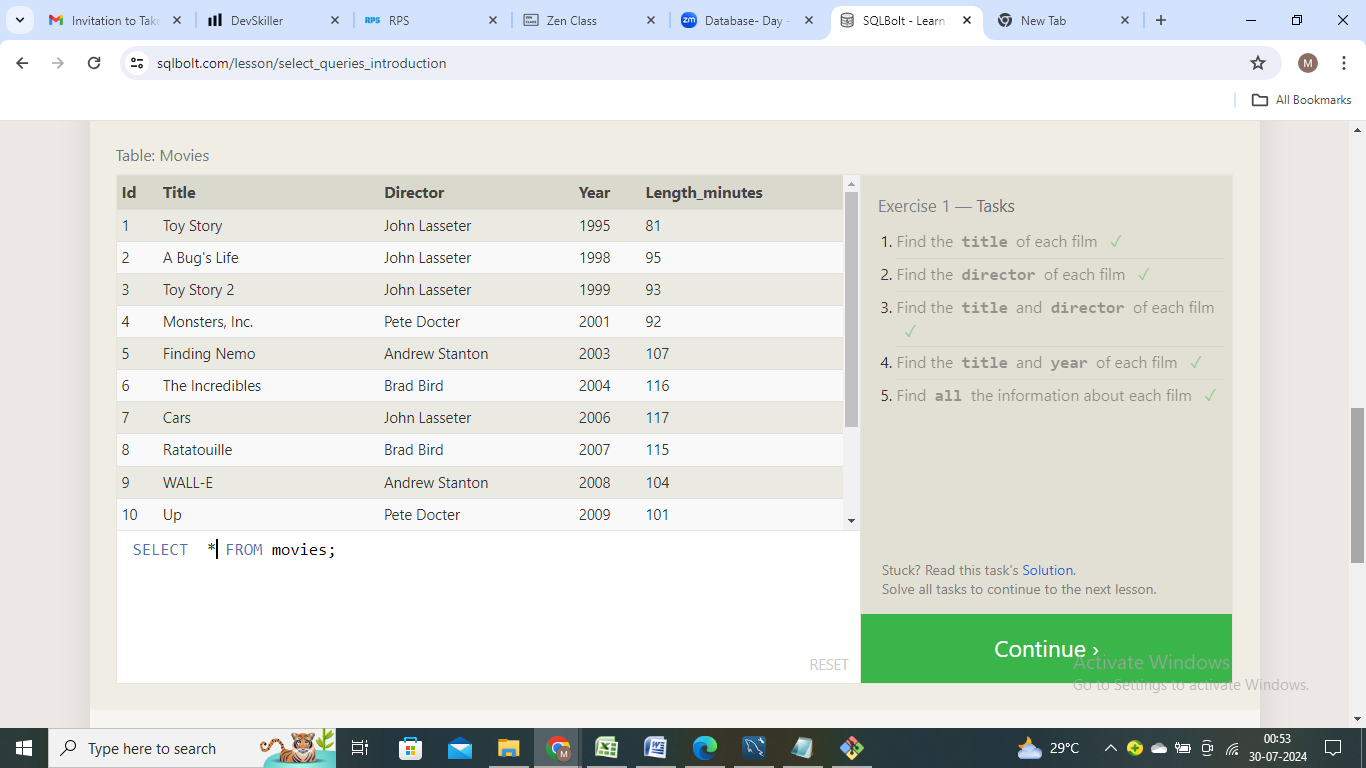 Invitation to Take
DevSkiller
RPS RPS
Zen Class
zm Database- Day -
SQLBolt - Learn
New Tab
sqlbolt.com/lesson/select_queries_introduction
M
All Bookmarks
Table: Movies
Id Title Director Year Length_minutes
1 Toy Story John Lasseter 1995 81
2 A Bug's Life John Lasseter 1998 95
3 Toy Story 2 John Lasseter 1999 93
4 Monsters, Inc. Pete Docter 2001 92
5 Finding Nemo Andrew Stanton 2003 107
6 The Incredibles Brad Bird 2004 116
7 Cars John Lasseter 2006 117
8 Ratatouille Brad Bird 2007 115
9 WALL-E Andrew Stanton 2008 104
10 Up Pete Docter 2009 101
SELECT * FROM movies;
RESET
Exercise 1 — Tasks
1. Find the title of each film ✓
2. Find the director of each film ✓
3. Find the title and director of each film
✓
4. Find the title and year of each film ✓
5. Find all the information about each film ✓
Stuck? Read this task's Solution.
Solve all tasks to continue to the next lesson.
Continue ›
Activate Windows
Go to Settings to activate Windows.
Type here to search
29°C
00:53
30-07-2024